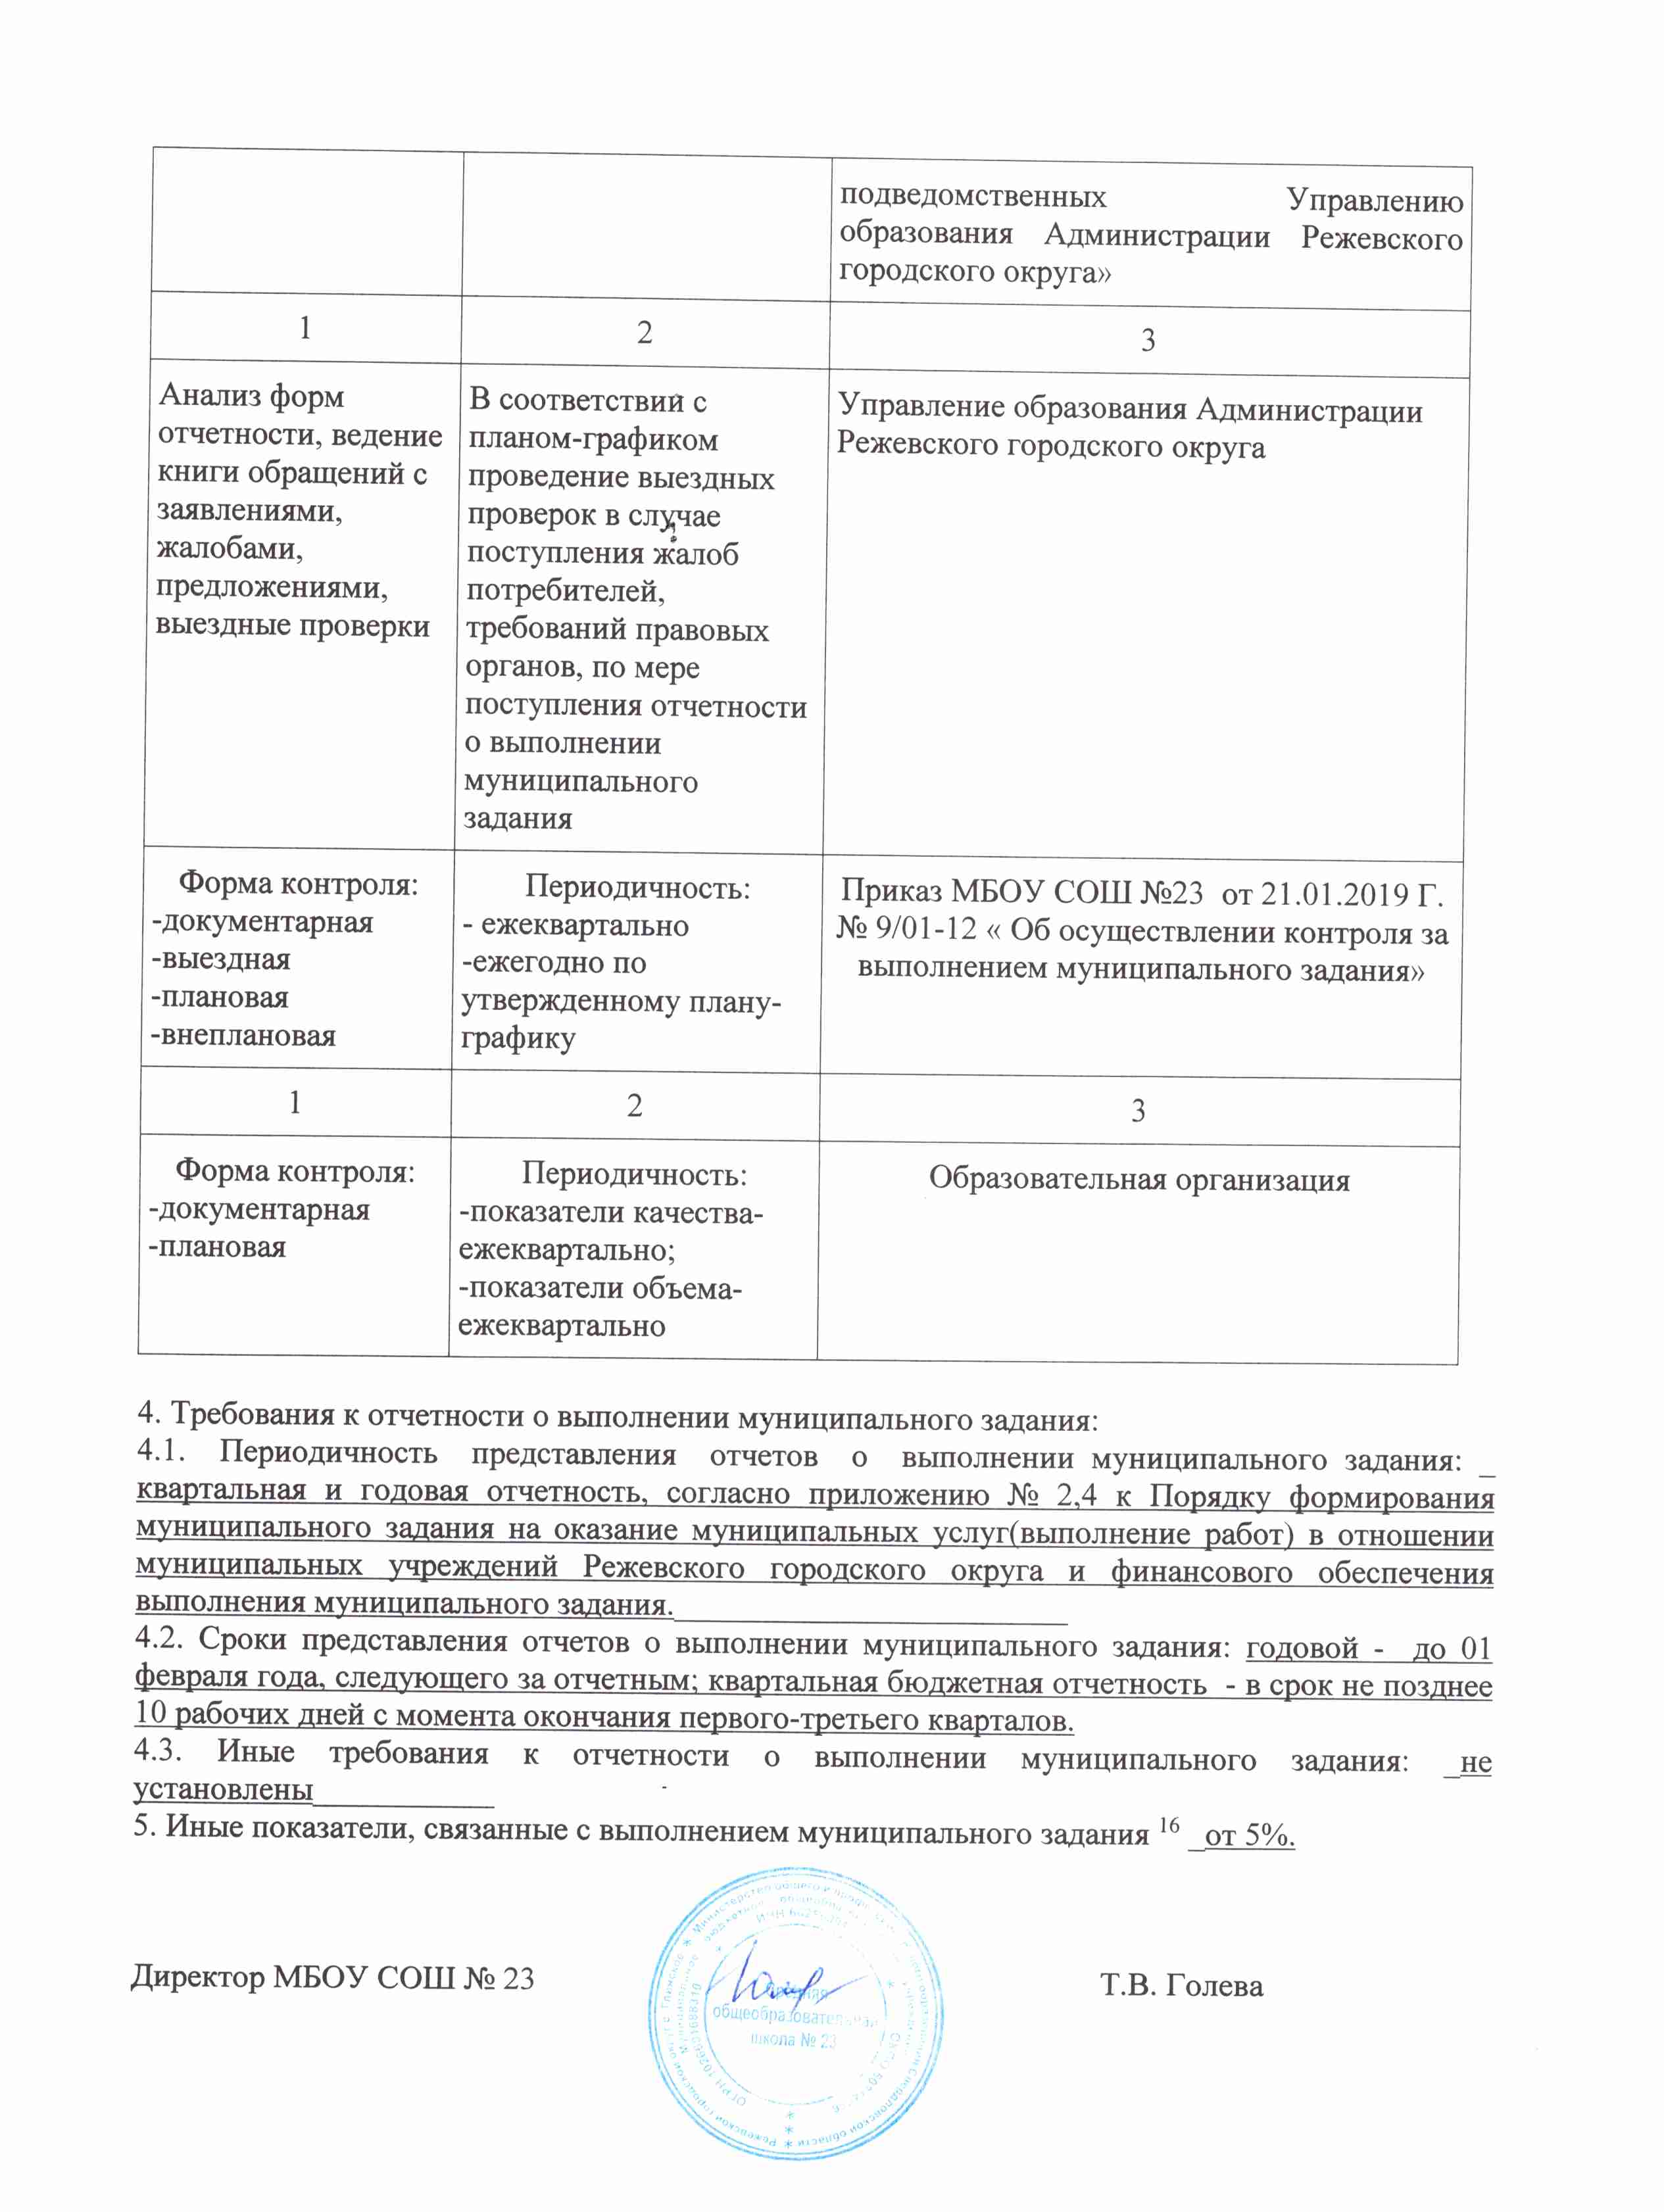 подведомственных Управлению
образования Администрации Режевского
городского округа»
1 2 3
Анализ форм
отчетности, ведение
книги обращений с
заявлениями,
жалобами,
предложениями,
выездные проверки
В соответствий с
планом-графиком
проведение выездных
проверок в случае
поступления жалоб
потребителей,
требований правовых
органов, по мере
поступления отчетности
о выполнении
муниципального
задания
Управление образования Администрации
Режевского городского округа
Форма контроля:
-документарная
-выездная
-плановая
-внеплановая
Периодичность:
- ежеквартально
-ежегодно по
утвержденному плану-
графику
Приказ МБОУ СОШ №23 от 21.01.2019 Г.
№ 9/01-12 « Об осуществлении контроля за
выполнением муниципального задания»
1 2 3
Форма контроля:
-документарная
-плановая
Периодичность:
-показатели качества-
ежеквартально;
-показатели объема-
ежеквартально
Образовательная организация
4. Требования к отчетности о выполнении муниципального задания:
4.1. Периодичность представления отчетов о выполнении муниципального задания: _
квартальная и годовая отчетность, согласно приложению № 2,4 к Порядку формирования
муниципального задания на оказание муниципальных услуг(выполнение работ) в отношении
муниципальных учреждений Режевского городского округа и финансового обеспечения
выполнения муниципального задания.
4.2. Сроки представления отчетов о выполнении муниципального задания: годовой - до 01
февраля года, следующего за отчетным; квартальная бюджетная отчетность - в срок не позднее
10 рабочих дней с момента окончания первого-третьего кварталов.
4.3. Иные требования к отчетности о выполнении муниципального задания: _не
установлены
5. Иные показатели, связанные с выполнением муниципального задания 16 _от 5%.
Директор МБОУ СОШ № 23 Т.В. Голева
общеобразовательная
школа № 23